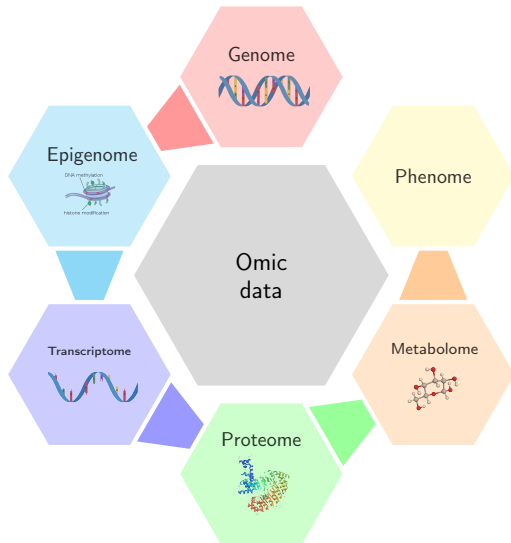 Genome
Epigenome
DNA methylation
histone modification
Phenome
Omic
data
Transcriptome
Metabolome
Proteome